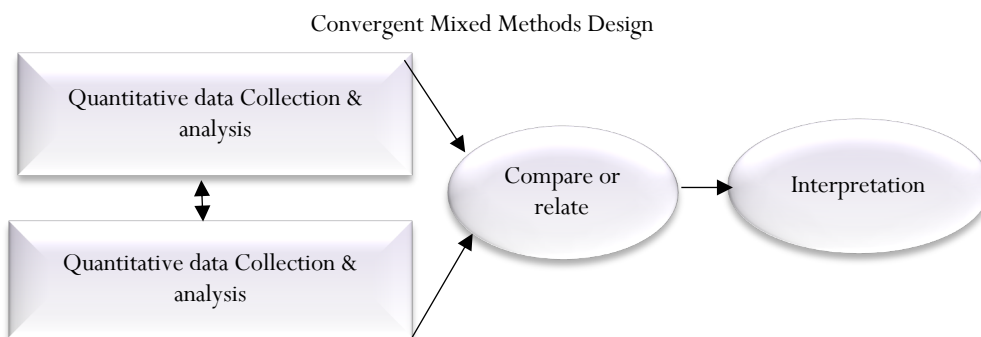 Convergent Mixed Methods Design
Quantitative data Collection &
analysis
Quantitative data Collection &
analysis
Compare or
relate
Interpretation